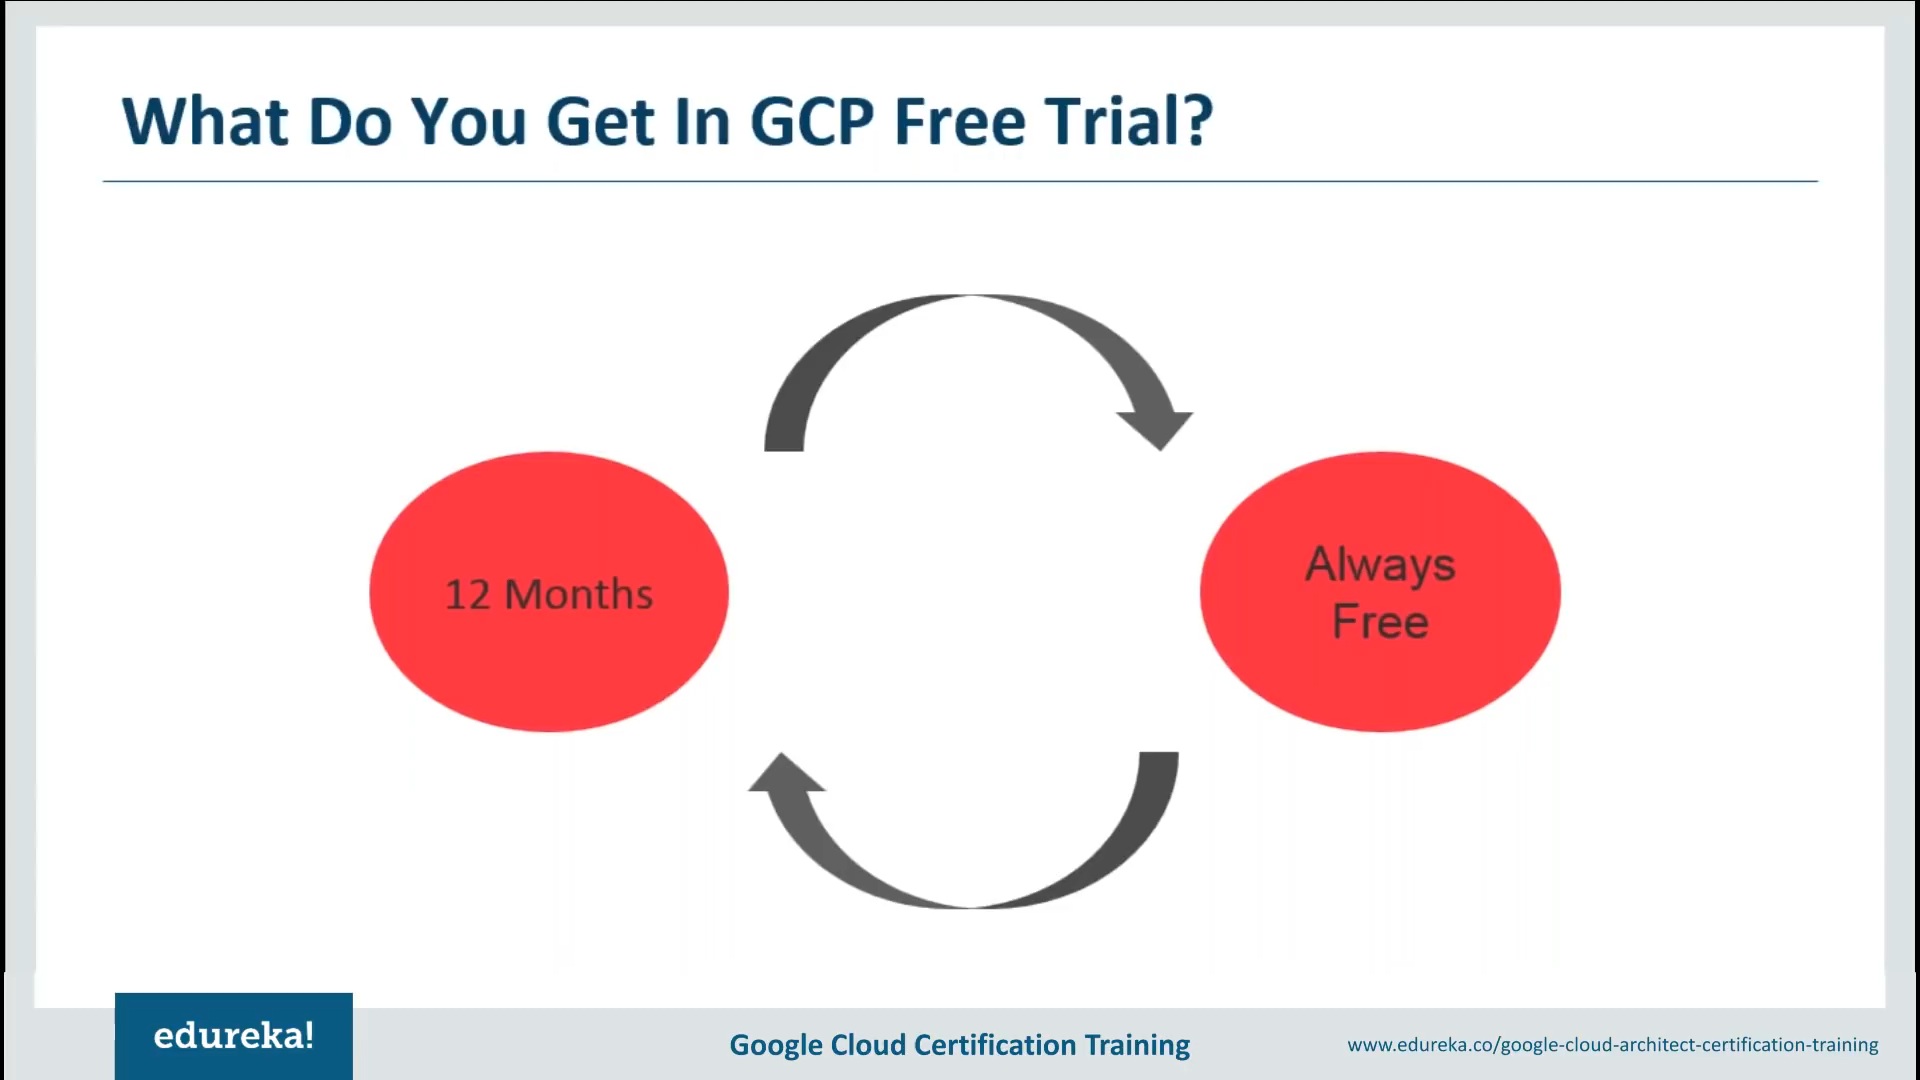 What Do You Get In GCP Free Trial?
12 Months
Always
Free
edureka!
Google Cloud Certification Training
www.edureka.co/google-cloud-architect-certification-training